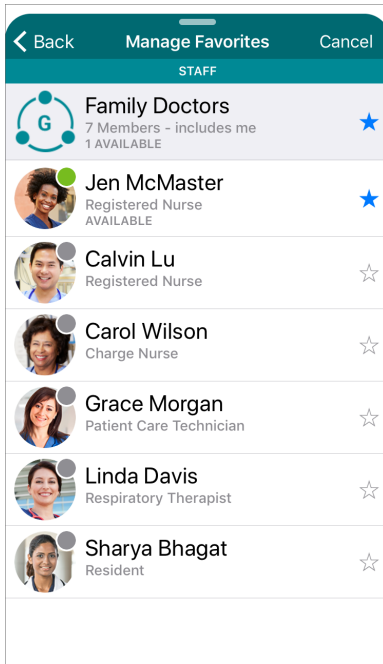 Back Manage Favorites Cancel
STAFF
G
Family Doctors
7 Members - includes me
1 AVAILABLE
Jen McMaster
Registered Nurse
AVAILABLE
Calvin Lu
Registered Nurse
Carol Wilson
Charge Nurse
Grace Morgan
Patient Care Technician
Linda Davis
Respiratory Therapist
Sharya Bhagat
Resident